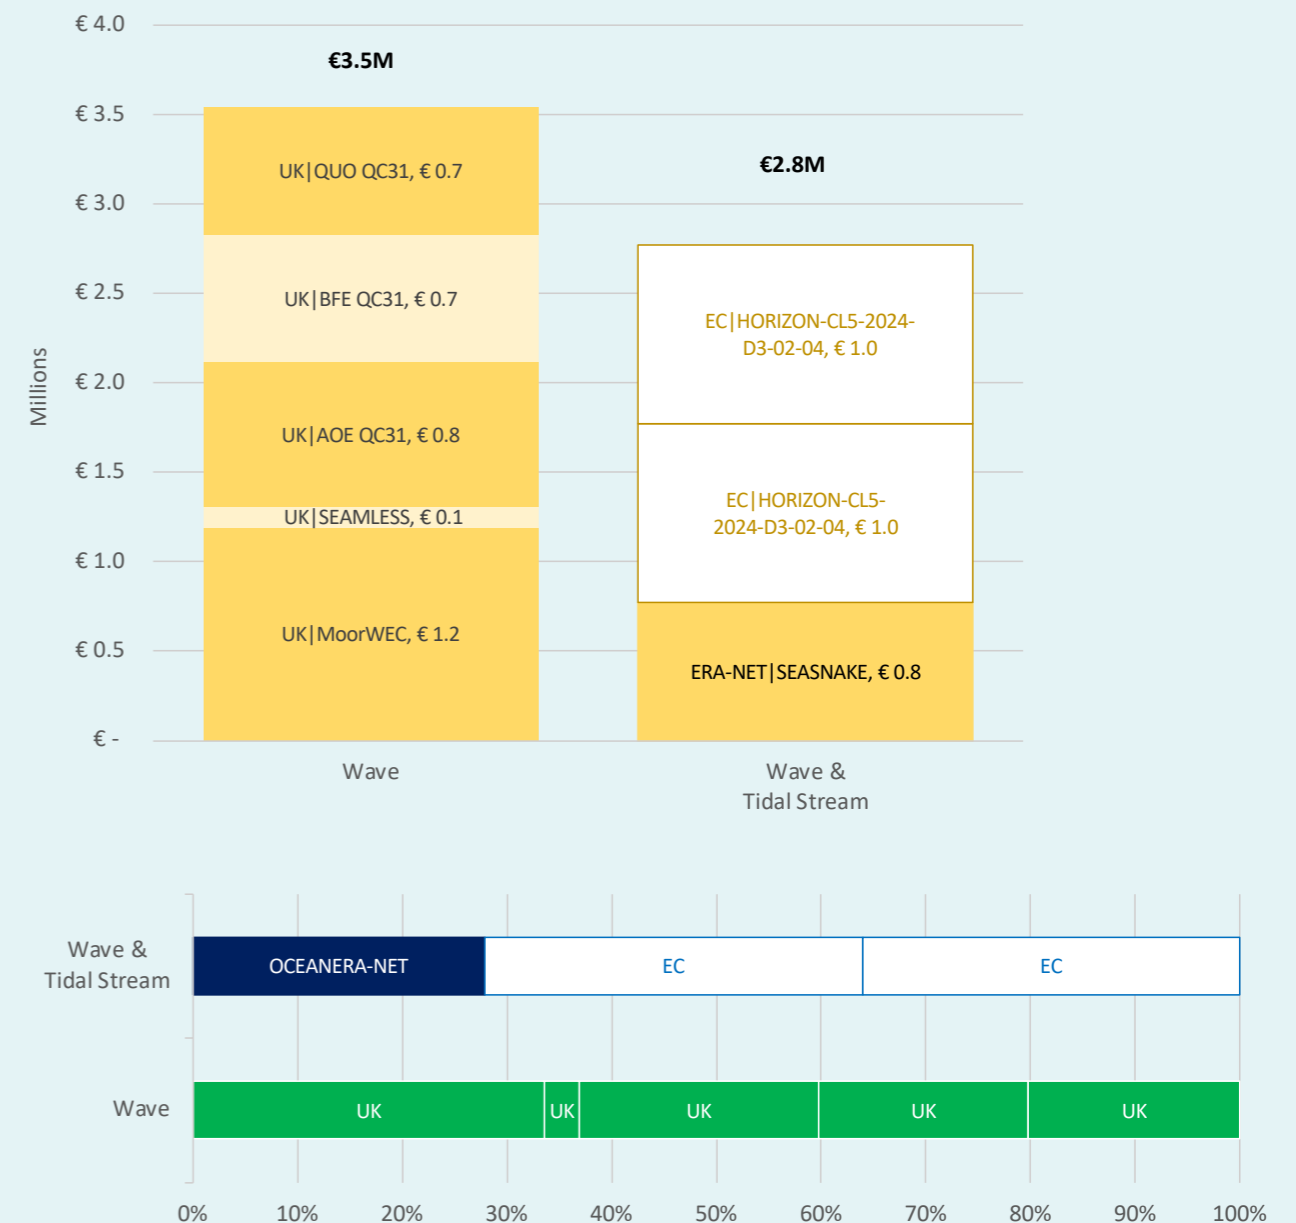 € 4.0
€3.5M
€ 3.5
UK|QUO QC31, € 0.7
€2.8M
€ 3.0
UK|BFE QC31, € 0.7
€ 2.5
EC|HORIZON-CL5-2024-
D3-02-04, € 1.0
Millions
€ 2.0
UK|AOE QC31, € 0.8
€ 1.5
EC|HORIZON-CL5-
2024-D3-02-04, € 1.0
UK|SEAMLESS, € 0.1
€ 1.0
UK|MoorWEC, € 1.2
€ 0.5
ERA-NET|SEASNAKE, € 0.8
€ -
Wave
Wave &
Tidal Stream
Wave &
Tidal Stream
OCEANERA-NET
EC
EC
Wave
UK
UK
UK
UK
UK
0% 10% 20% 30% 40% 50% 60% 70% 80% 90% 100%